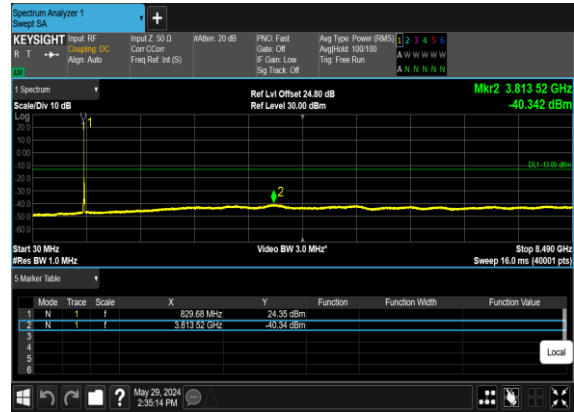 Spectrum Analyzer 1
Swept SA
+
KEYSIGHT Input: RF
R T Coupling: DC
Align: Auto
LW
Input Z: 50 Ω
Corr CCorr
Freq Ref: Int (S)
#Atten: 20 dB
PNO: Fast
Gate: Off
IF Gain: Low
Sig Track: Off
Avg Type: Power (RMS)
Avg|Hold: 100/100
Trig: Free Run
1 2 3 4 5 6
A W W W W W
A N N N N N
1 Spectrum
Scale/Div 10 dB
Ref Lvl Offset 24.80 dB
Ref Level 30.00 dBm
Mkr2 3.813 52 GHz
-40.342 dBm
Log
20.0
10.0
0.00
-10.0
-20.0
-30.0
-40.0
-50.0
-60.0
1
2
DL1 -13.00 dBm
Start 30 MHz
#Res BW 1.0 MHz
Video BW 3.0 MHz*
Stop 8.490 GHz
Sweep 16.0 ms (40001 pts)
5 Marker Table
Mode Trace Scale X Y Function Function Width Function Value
1 N 1 f 829.68 MHz 24.35 dBm
2 N 1 f 3.813 52 GHz -40.34 dBm
3
4
5
6
Local
?
May 29, 2024
2:35:14 PM